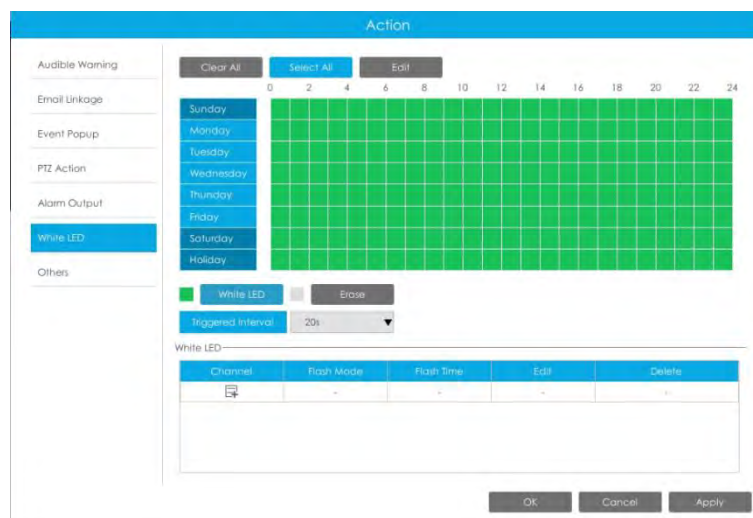 Action
Audible Warning
Email Linkage
Event Popup
PTZ Action
Alarm Output
White LED
Others
Clear All Select All Edit
0 2 4 6 8 10 12 14 16 18 20 22 24
Sunday
Monday
Tuesday
Wednesday
Thursday
Friday
Saturday
Holiday
White LED Erase
Triggered Interval 20s
White LED
Channel Flash Mode Flash Time Edit Delete
- - - -
OK Cancel Apply